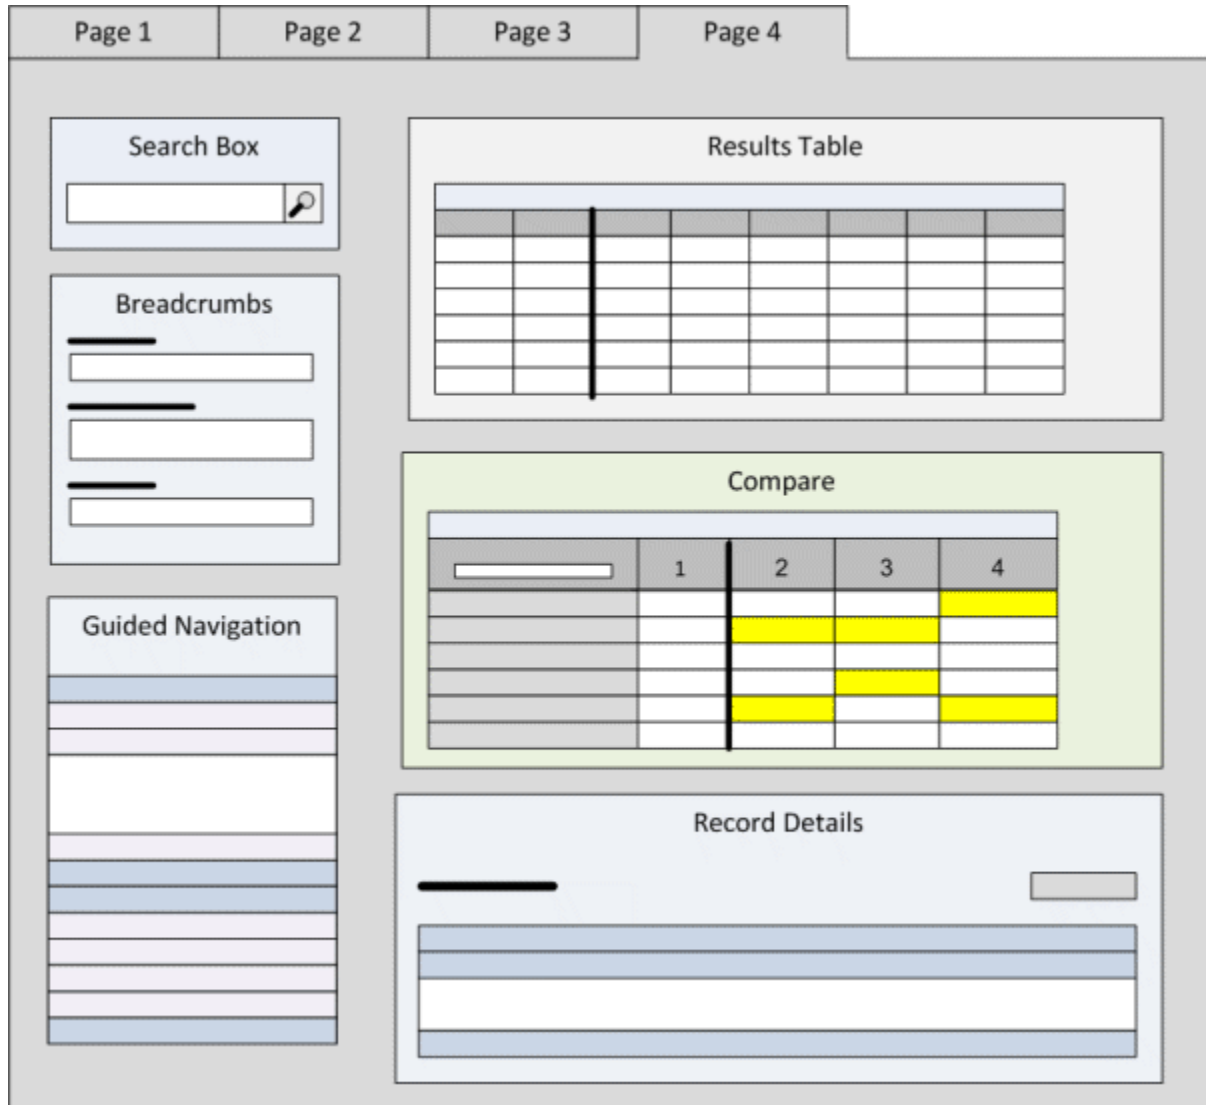 Page 1
Page 2
Page 3
Page 4
Search Box
Breadcrumbs
Guided Navigation
Results Table
Compare
1 2 3 4
Record Details